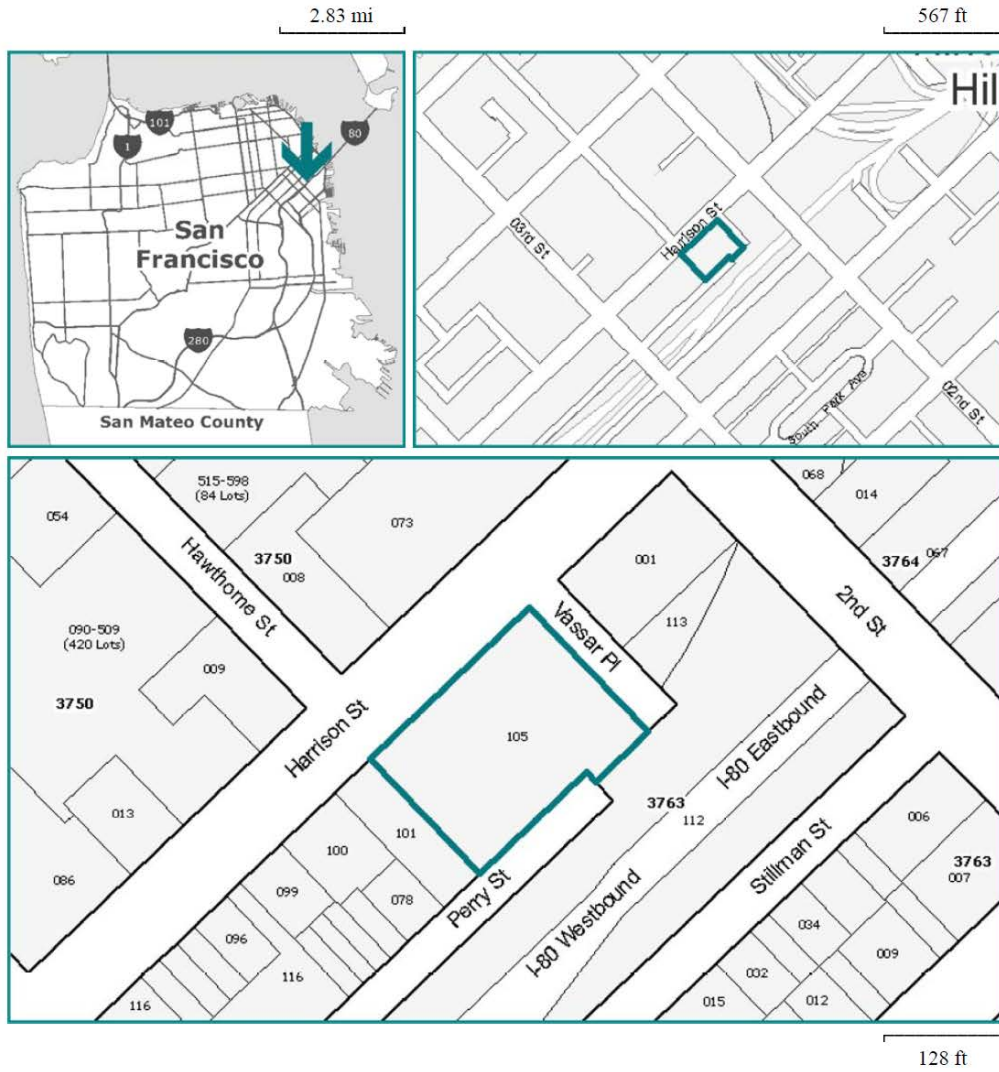 2.83 mi
567 ft
101
1
80
San
Francisco
280
San Mateo County
Hil
03rd St
Harrison St
South Park Ave
02nd St
515-598
(84 Lots)
068
054
073
014
3750
008
001
3764
067
Hawthorne St
2nd St
Vassar Pl
113
090-509
(420 Lots)
009
3750
Harrison St
105
I-80 Eastbound
3763
112
013
101
100
006
Stillman St
3763
007
086
099
078
Perry St
034
096
I-80 Westbound
009
116
032
116
015
012
128 ft